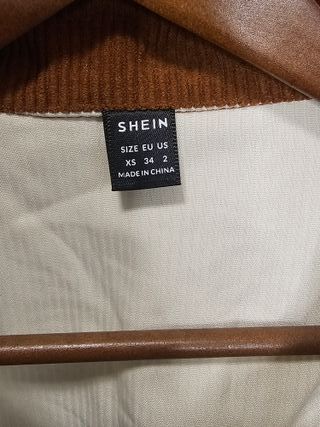 SHEIN
SIZE EU US
XS 34 2
MADE IN CHINA